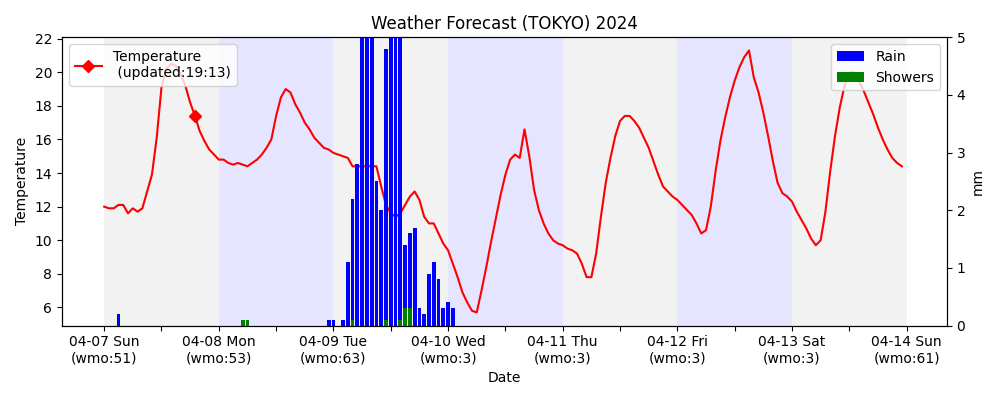 Weather Forecast (TOKYO) 2024
Temperature
(updated:19:13)
Rain
Showers
22
20
18
16
14
12
10
8
6
Temperature
5
4
3
2
1
0
mm
04-07 Sun
(wmo:51)
04-08 Mon
(wmo:53)
04-09 Tue
(wmo:63)
04-10 Wed
(wmo:3)
04-11 Thu
(wmo:3)
04-12 Fri
(wmo:3)
04-13 Sat
(wmo:3)
04-14 Sun
(wmo:61)
Date